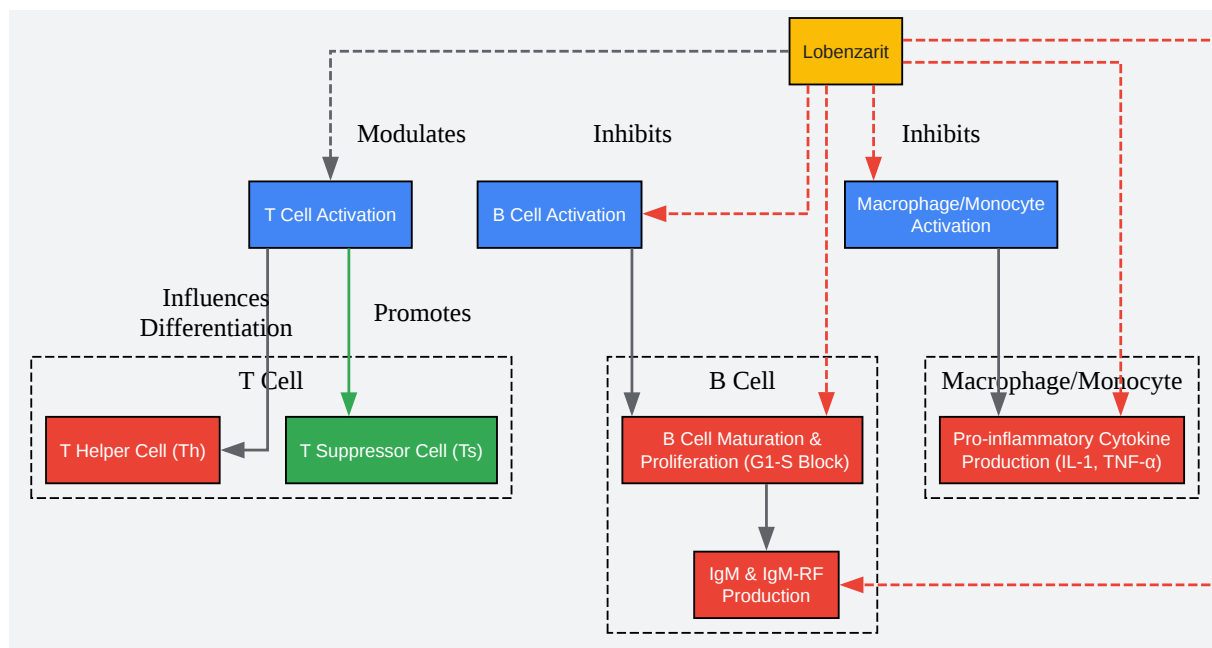 Lobenzarit
Modulates
Inhibits
Inhibits
T Cell Activation
B Cell Activation
Macrophage/Monocyte
Activation
Influences
Differentiation
Promotes
T Cell
B Cell
Macrophage/Monocyte
T Helper Cell (Th)
T Suppressor Cell (Ts)
B Cell Maturation &
Proliferation (G1-S Block)
Pro-inflammatory Cytokine
Production (IL-1, TNF-α)
IgM & IgM-RF
Production